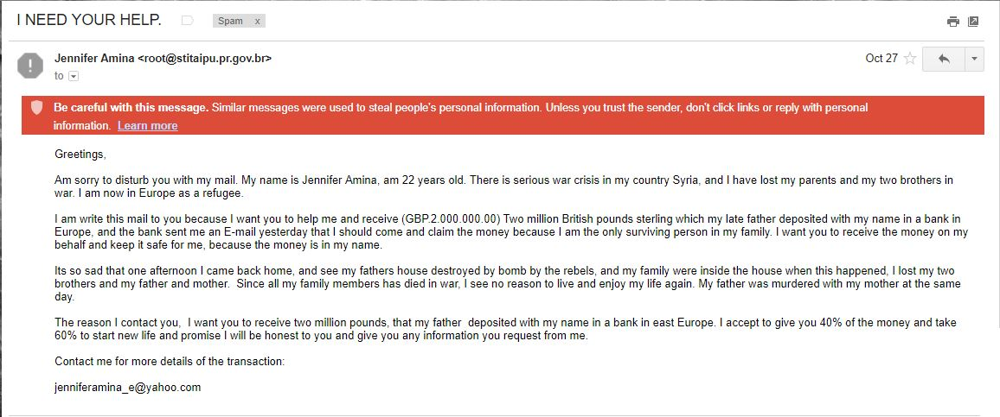 I NEED YOUR HELP.
Spam x
Jennifer Amina <root@stitaipu.pr.gov.br>
Oct 27
to
Be careful with this message. Similar messages were used to steal people's personal information. Unless you trust the sender, don't click links or reply with personal
information. Learn more
Greetings,
Am sorry to disturb you with my mail. My name is Jennifer Amina, am 22 years old. There is serious war crisis in my country Syria, and I have lost my parents and my two brothers in
war. I am now in Europe as a refugee.
I am write this mail to you because I want you to help me and receive (GBP.2.000.000.00) Two million British pounds sterling which my late father deposited with my name in a bank in
Europe, and the bank sent me an E-mail yesterday that I should come and claim the money because I am the only surviving person in my family. I want you to receive the money on my
behalf and keep it safe for me, because the money is in my name.
Its so sad that one afternoon I came back home, and see my fathers house destroyed by bomb by the rebels, and my family were inside the house when this happened, I lost my two
brothers and my father and mother.  Since all my family members has died in war, I see no reason to live and enjoy my life again. My father was murdered with my mother at the same
day.
The reason I contact you,  I want you to receive two million pounds, that my father  deposited with my name in a bank in east Europe. I accept to give you 40% of the money and take
60% to start new life and promise I will be honest to you and give you any information you request from me.
Contact me for more details of the transaction:
jenniferamina_e@yahoo.com